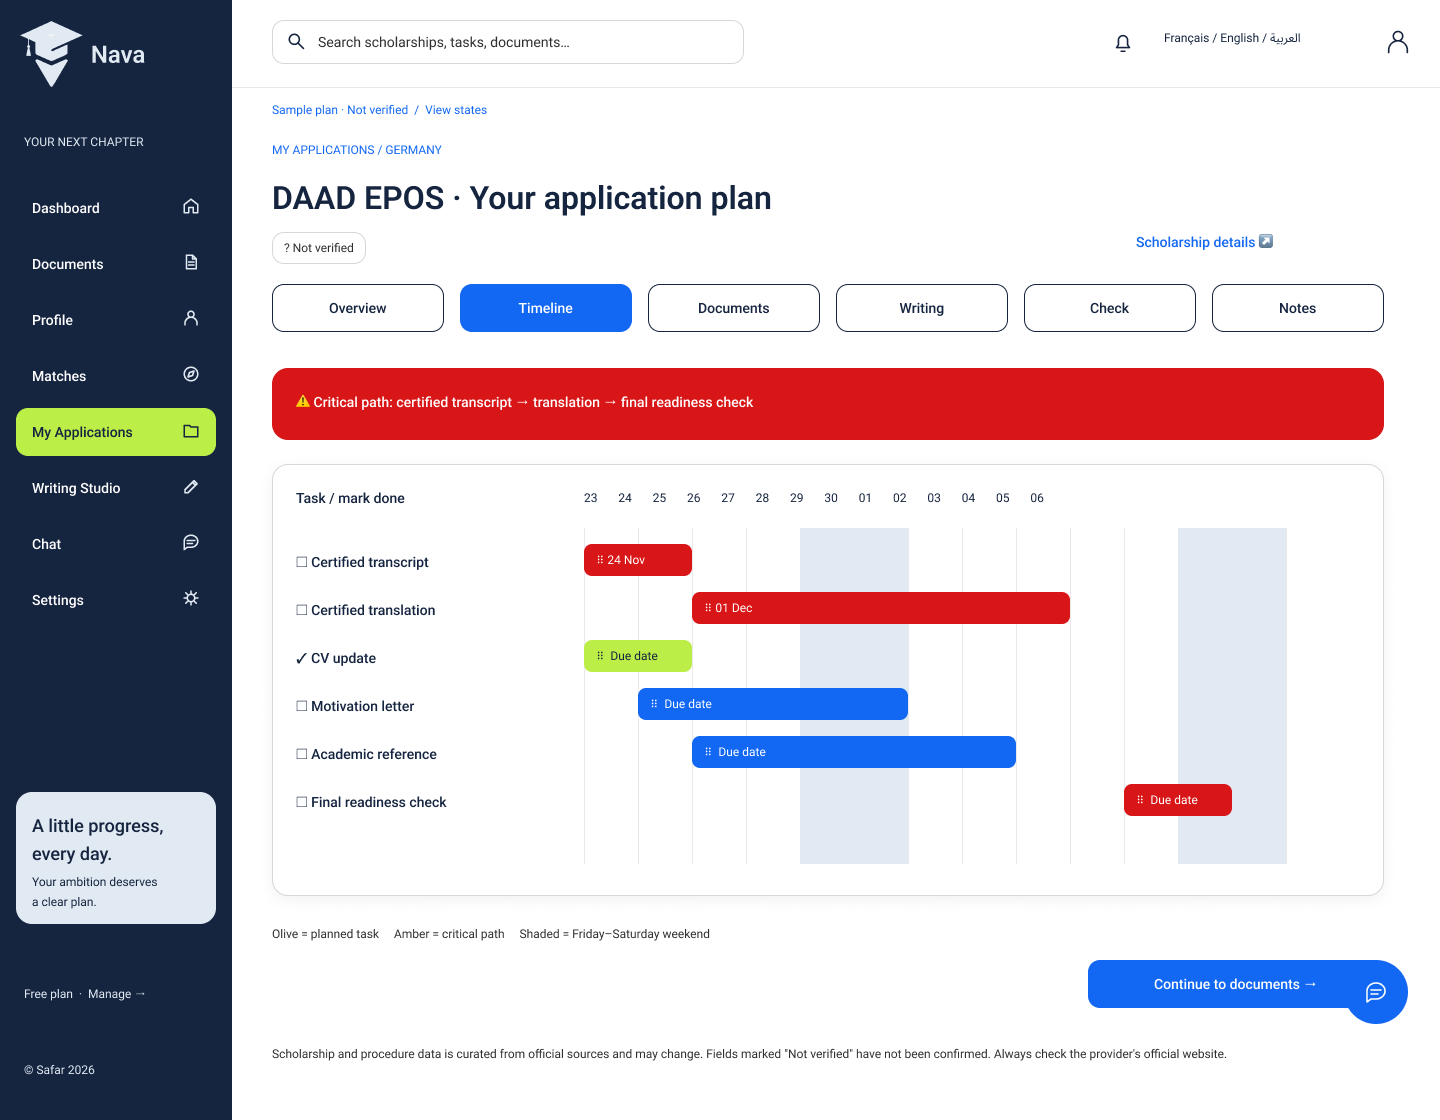 Nava
YOUR NEXT CHAPTER
Dashboard
Documents
Profile
Matches
My Applications
Writing Studio
Chat
Settings
A little progress,
every day.
Your ambition deserves
a clear plan.
Free plan · Manage →
© Safar 2026
Search scholarships, tasks, documents...
Français / English / العربية
Sample plan · Not verified / View states
MY APPLICATIONS / GERMANY
DAAD EPOS · Your application plan
? Not verified
Scholarship details ↗
Overview
Timeline
Documents
Writing
Check
Notes
⚠ Critical path: certified transcript → translation → final readiness check
Task / mark done
23 24 25 26 27 28 29 30 01 02 03 04 05 06
☐ Certified transcript
⠿ 24 Nov
☐ Certified translation
⠿ 01 Dec
✓ CV update
⠿ Due date
☐ Motivation letter
⠿ Due date
☐ Academic reference
⠿ Due date
☐ Final readiness check
⠿ Due date
Olive = planned task Amber = critical path Shaded = Friday–Saturday weekend
Continue to documents →
Scholarship and procedure data is curated from official sources and may change. Fields marked "Not verified" have not been confirmed. Always check the provider's official website.